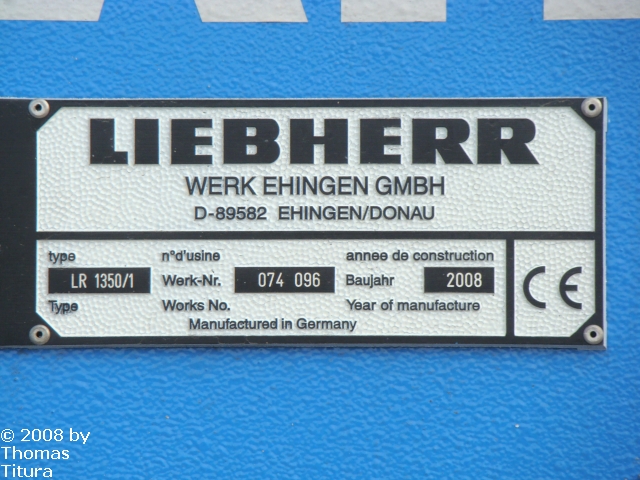 LIEBHERR
WERK EHINGEN GMBH
D-89582 EHINGEN/DONAU
type n°d'usine annee de construction
LR 1350/1 Werk-Nr. 074 096 Baujahr 2008
Type Works No. Year of manufacture
Manufactured in Germany
CE
© 2008 by
Thomas
Titura